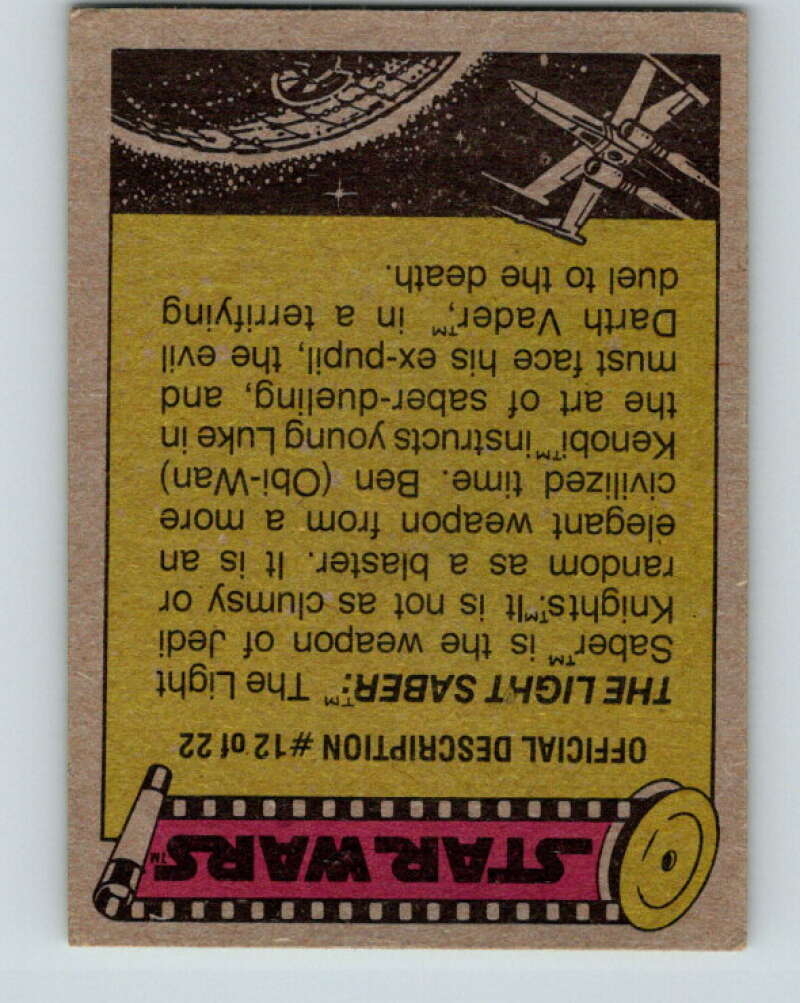 STAR WARS™
OFFICIAL DESCRIPTION #12 of 22
THE LIGHT SABER:™ The Light
Saber™ is the weapon of Jedi
Knights.™ It is not as clumsy or
random as a blaster. It is an
elegant weapon from a more
civilized time. Ben (Obi-Wan)
Kenobi™ instructs young Luke in
the art of saber-dueling, and
must face his ex-pupil, the evil
Darth Vader,™ in a terrifying
duel to the death.